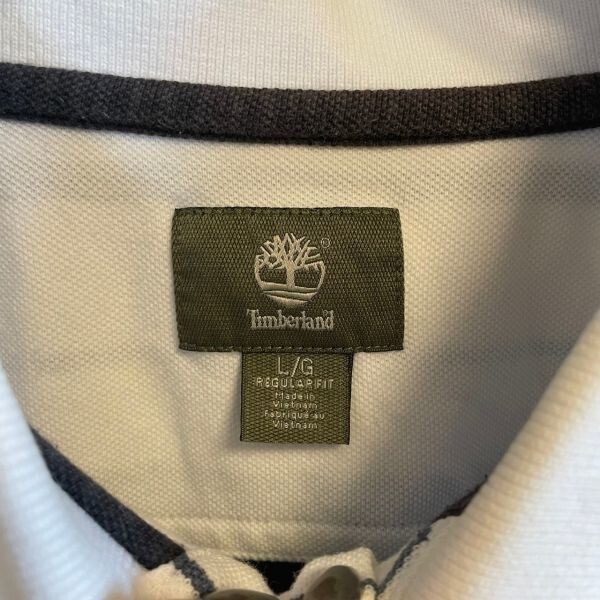 Timberland®
L/G
REGULAR FIT
Made in
Vietnam
Fabriqué au
Vietnam